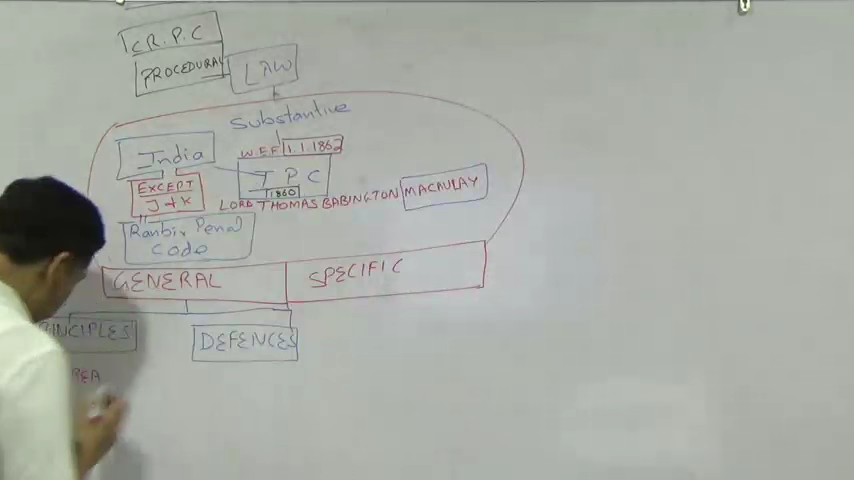 CR.P.C
PROCEDURAL
LAW
Substantive
India
W.E.F 1.1.1862
EXCEPT
J + K
I P C
1860
LORD THOMAS BABINGTON MACAULAY
Ranbir Penal
Code
GENERAL
SPECIFIC
INCIPLES
DEFENCES
REA